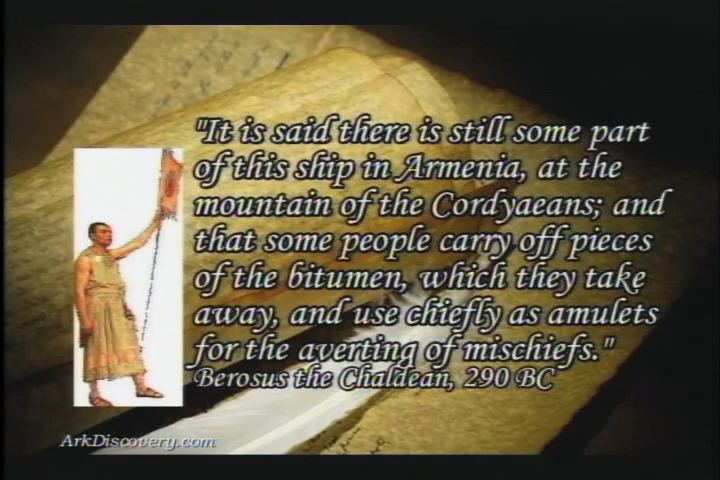 "It is said there is still some part
of this ship in Armenia, at the
mountain of the Cordyaeans; and
that some people carry off pieces
of the bitumen, which they take
away, and use chiefly as amulets
for the averting of mischiefs."
Berosus the Chaldean, 290 BC
ArkDiscovery.com